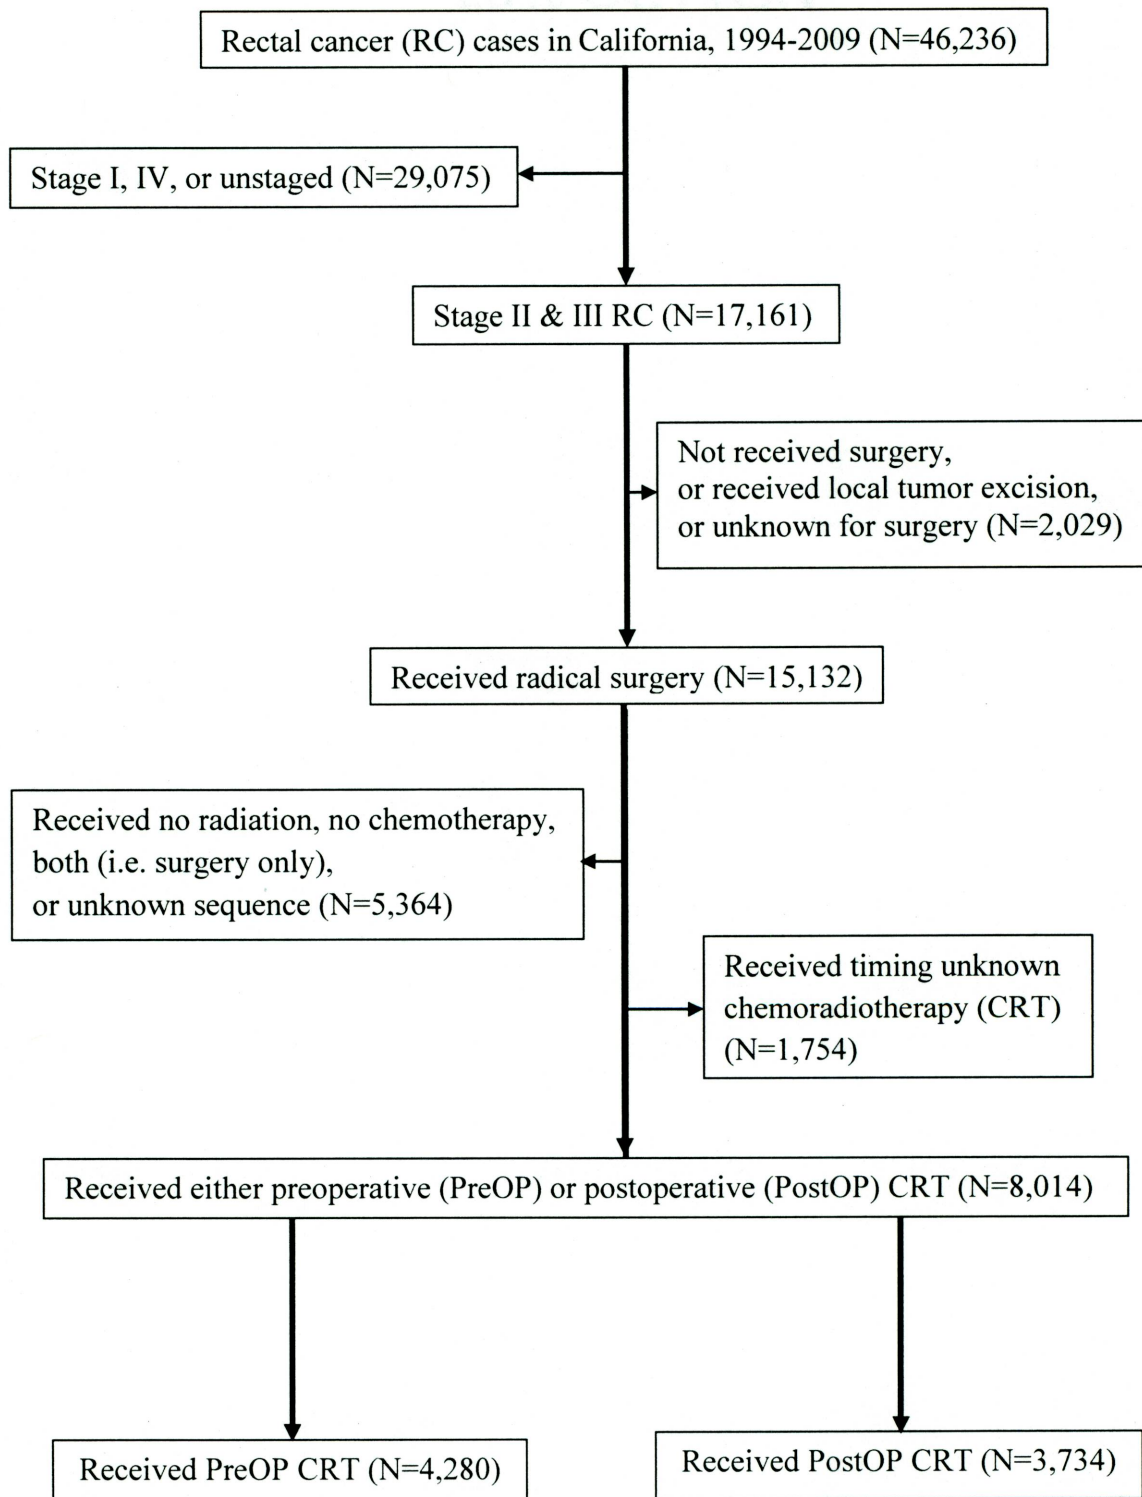 Rectal cancer (RC) cases in California, 1994-2009 (N=46,236)
Stage I, IV, or unstaged (N=29,075)
Stage II & III RC (N=17,161)
Not received surgery,
or received local tumor excision,
or unknown for surgery (N=2,029)
Received radical surgery (N=15,132)
Received no radiation, no chemotherapy,
both (i.e. surgery only),
or unknown sequence (N=5,364)
Received timing unknown
chemoradiotherapy (CRT)
(N=1,754)
Received either preoperative (PreOP) or postoperative (PostOP) CRT (N=8,014)
Received PreOP CRT (N=4,280)
Received PostOP CRT (N=3,734)